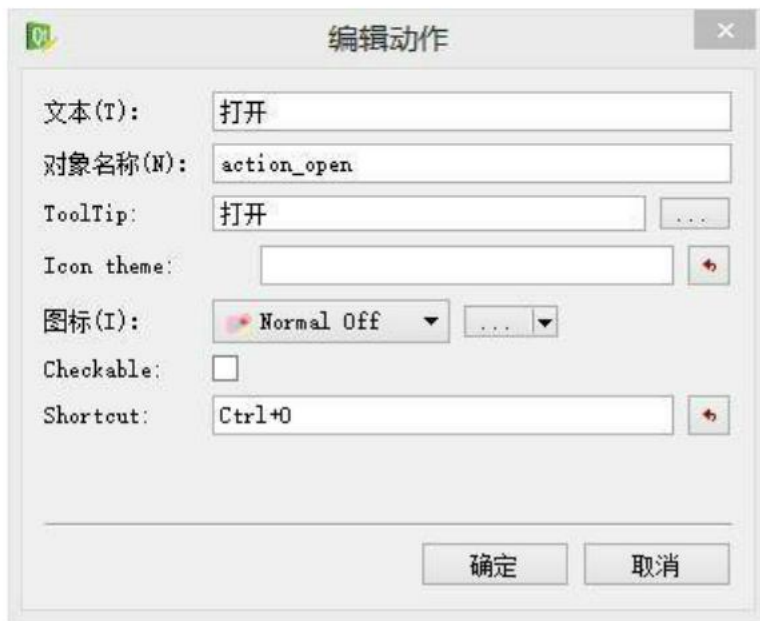 编辑动作
文本(T): 打开
对象名称(N): action_open
ToolTip: 打开 ...
Icon theme:
图标(I): Normal Off ...
Checkable:
Shortcut: Ctrl+O
确定 取消